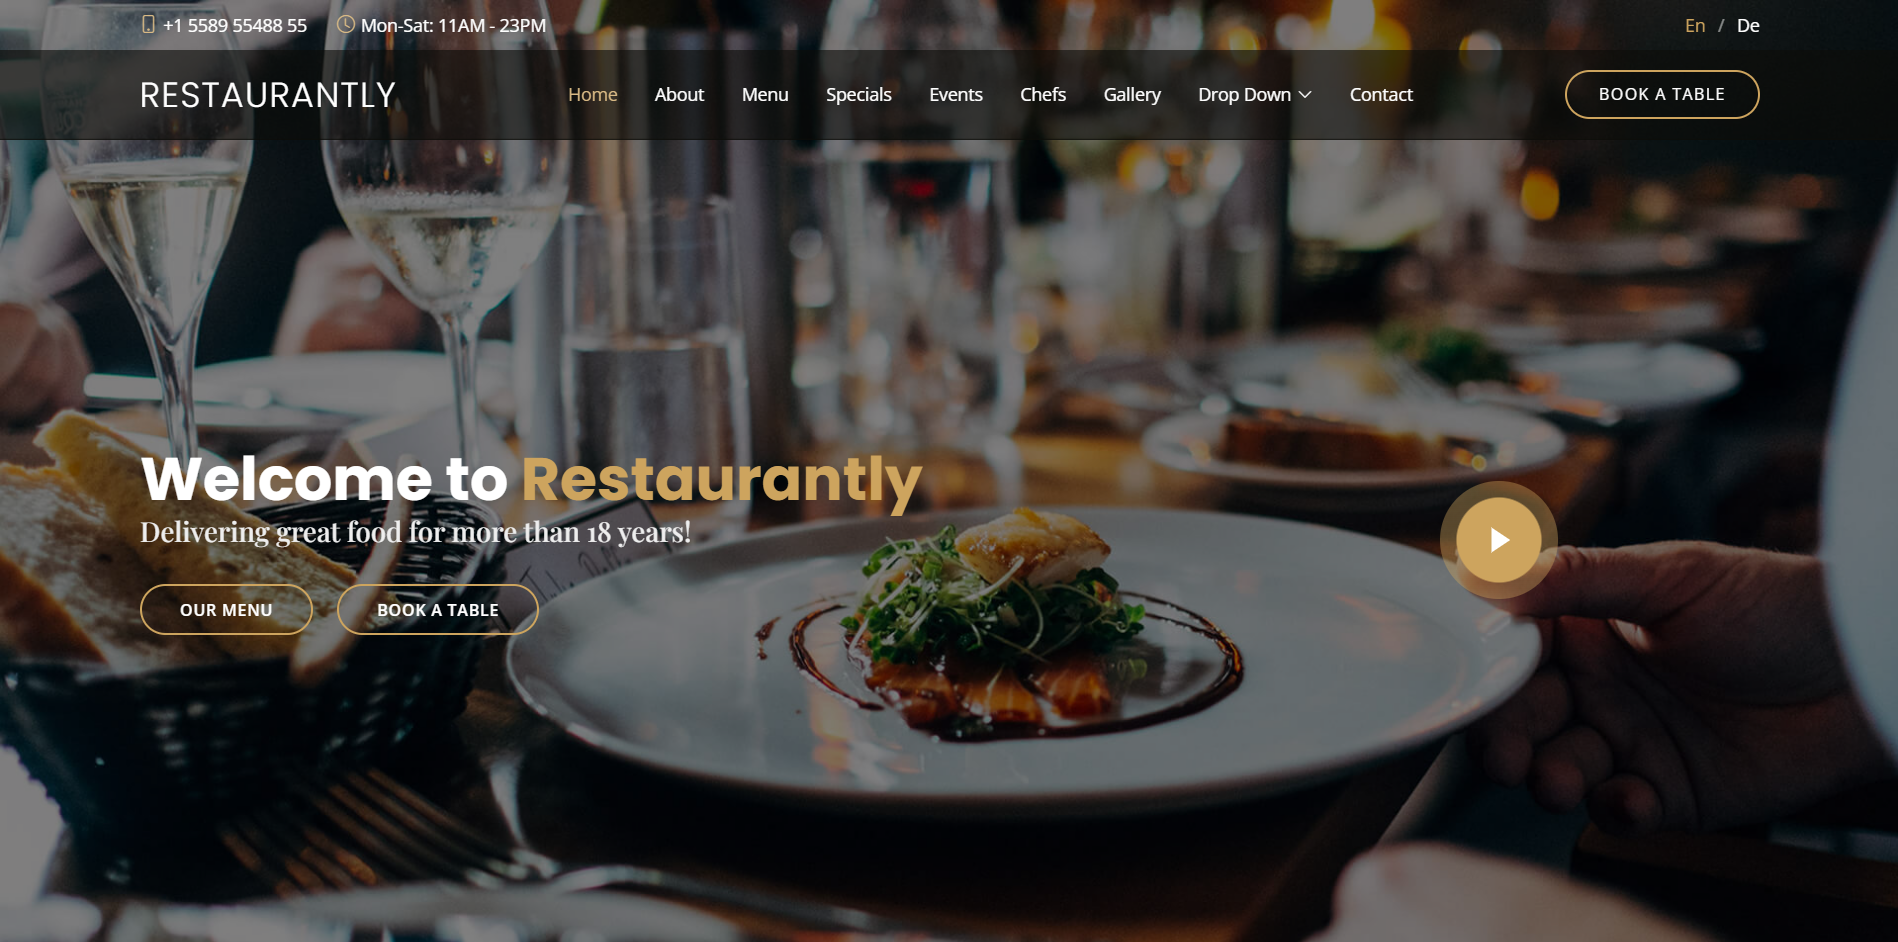 +1 5589 55488 55 Mon-Sat: 11AM - 23PM En / De
RESTAURANTLY Home About Menu Specials Events Chefs Gallery Drop Down Contact BOOK A TABLE
Welcome to Restaurantly
Delivering great food for more than 18 years!
OUR MENU BOOK A TABLE